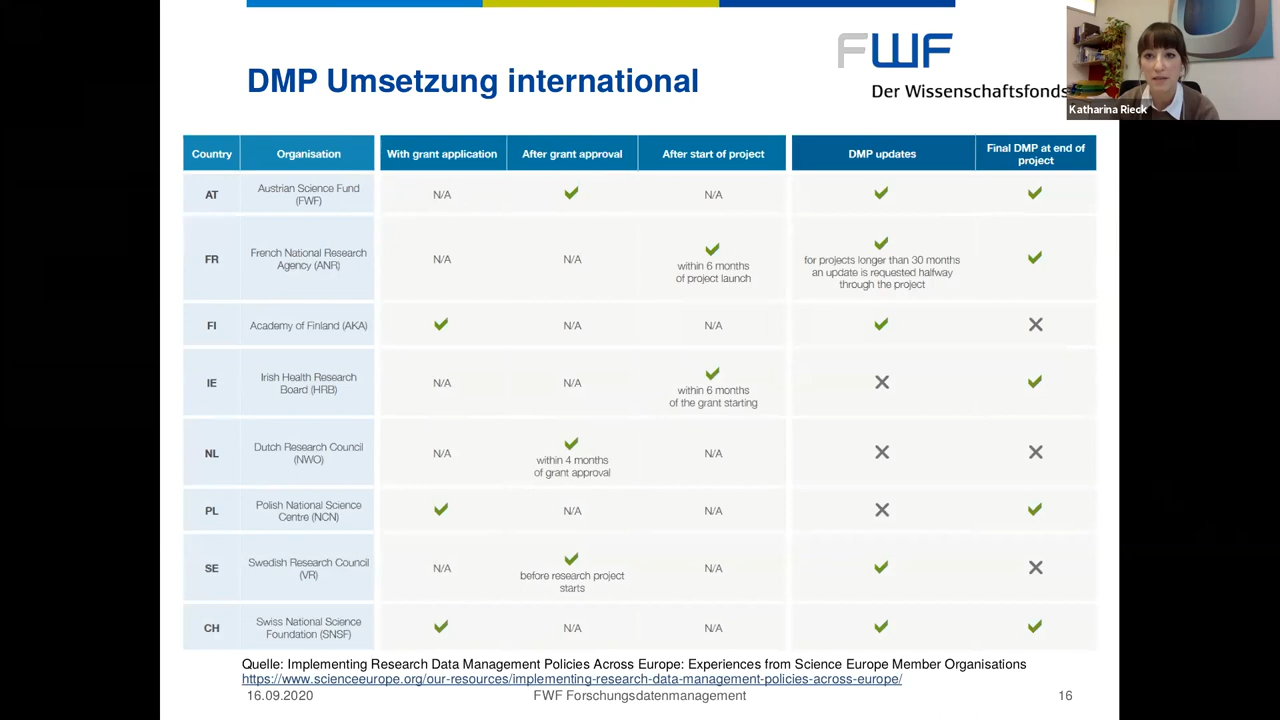 DMP Umsetzung international
FWF
Der Wissenschaftsfonds
Katharina Rieck
Country Organisation With grant application After grant approval After start of project DMP updates Final DMP at end of
project
AT Austrian Science Fund
(FWF) N/A N/A
FR French National Research
Agency (ANR) N/A N/A within 6 months
of project launch for projects longer than 30 months
an update is requested halfway
through the project
FI Academy of Finland (AKA) N/A N/A
IE Irish Health Research
Board (HRB) N/A N/A within 6 months
of the grant starting
NL Dutch Research Council
(NWO) N/A within 4 months
of grant approval N/A
PL Polish National Science
Centre (NCN) N/A N/A
SE Swedish Research Council
(VR) N/A before research project
starts N/A
CH Swiss National Science
Foundation (SNSF) N/A N/A
Quelle: Implementing Research Data Management Policies Across Europe: Experiences from Science Europe Member Organisations
https://www.scienceeurope.org/our-resources/implementing-research-data-management-policies-across-europe/
16.09.2020 FWF Forschungsdatenmanagement 16